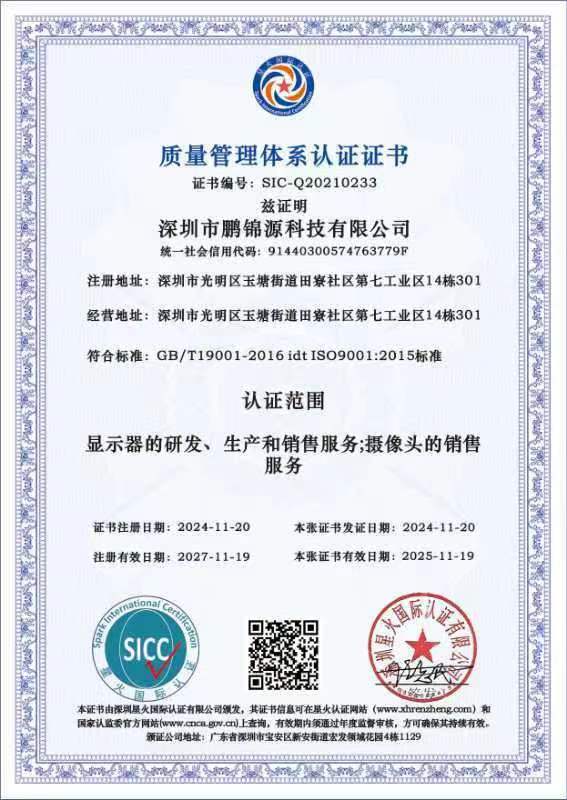 星火国际认证
Spark International Certification
质量管理体系认证证书
证书编号：SIC-Q20210233
兹证明
深圳市鹏锦源科技有限公司
统一社会信用代码：91440300574763779F
注册地址：深圳市光明区玉塘街道田寮社区第七工业区14栋301
经营地址：深圳市光明区玉塘街道田寮社区第七工业区14栋301
符合标准：GB/T19001-2016 idt ISO9001:2015标准
认证范围
显示器的研发、生产和销售服务;摄像头的销售
服务
证书注册日期：2024-11-20
本张证书发证日期：2024-11-20
注册有效日期：2027-11-19
本张证书有效日期：2025-11-19
Spark International Certification
SICC
星火国际认证
深圳星火国际认证有限公司
签发
本证书由深圳星火国际认证有限公司颁发，其证书信息可在星火认证网站（www.xhrenzheng.com）和
国家认监委官方网站(www.cnca.gov.cn)上查询，有效期内须通过年度监督审核，方可确保其持续有效。
颁证公司地址：广东省深圳市宝安区新安街道宏发领域花园4栋1129